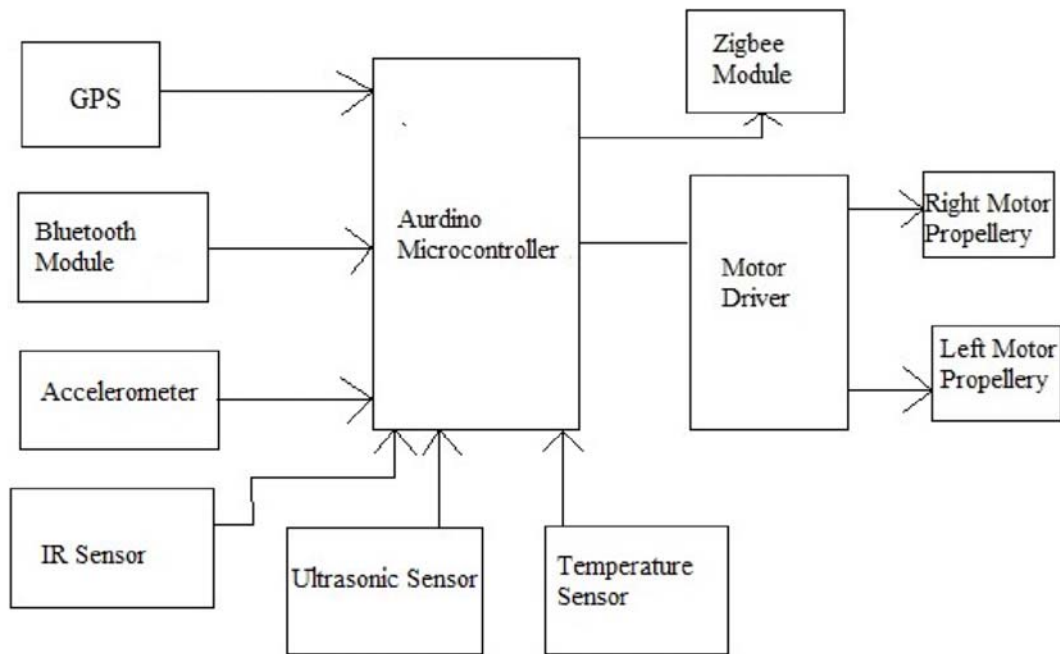 GPS
Zigbee
Module
Bluetooth
Module
Aurdino
Microcontroller
Motor
Driver
Right Motor
Propellery
Left Motor
Propellery
Accelerometer
IR Sensor
Ultrasonic Sensor
Temperature
Sensor